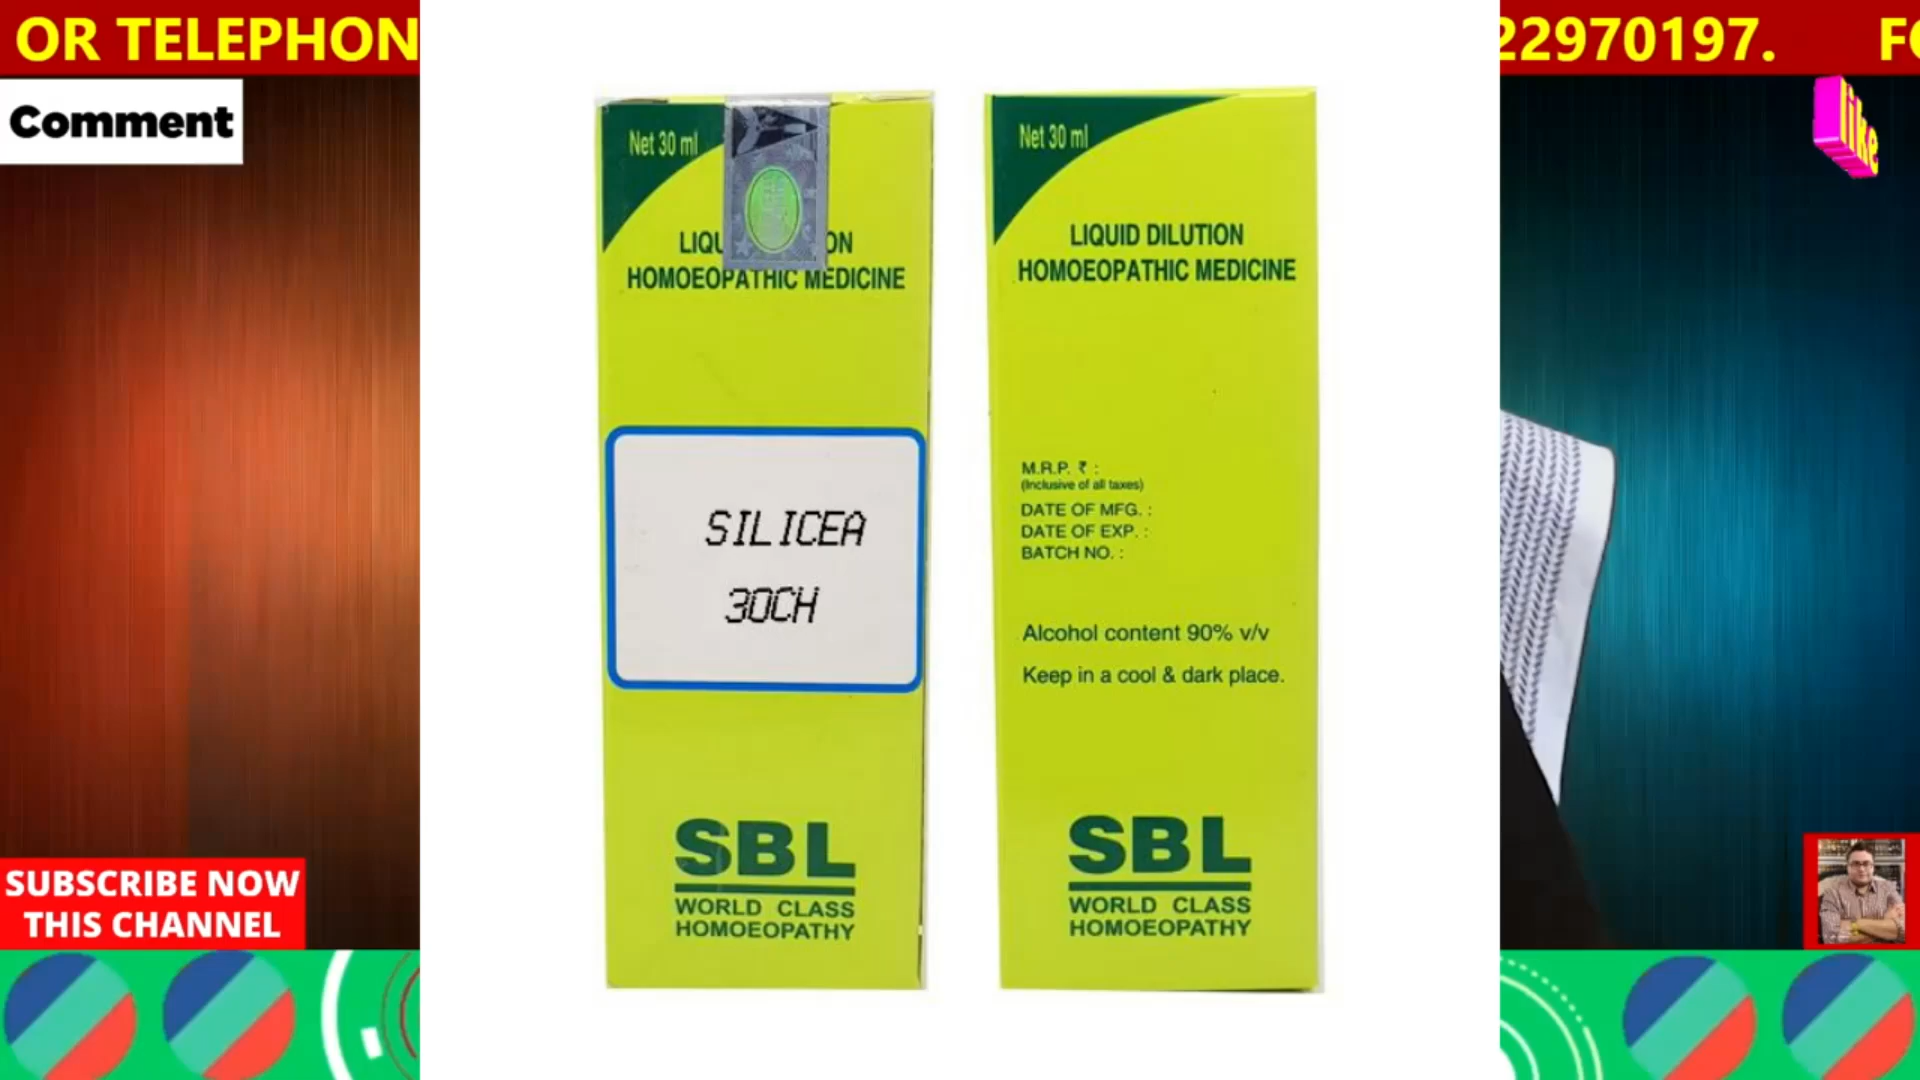 OR TELEPHON
22970197. FO
Comment
like
Net 30 ml
LIQU ON
HOMOEOPATHIC MEDICINE
SILICEA
30CH
SBL
WORLD CLASS
HOMOEOPATHY
Net 30 ml
LIQUID DILUTION
HOMOEOPATHIC MEDICINE
M.R.P. ₹ :
(Inclusive of all taxes)
DATE OF MFG. :
DATE OF EXP. :
BATCH NO. :
Alcohol content 90% v/v
Keep in a cool & dark place.
SBL
WORLD CLASS
HOMOEOPATHY
SUBSCRIBE NOW
THIS CHANNEL